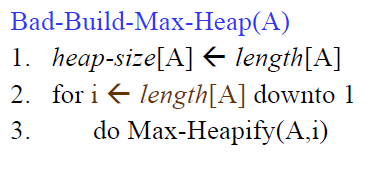 Bad-Build-Max-Heap(A)
1. heap-size[A] ← length[A]
2. for i ← length[A] downto 1
3. do Max-Heapify(A,i)